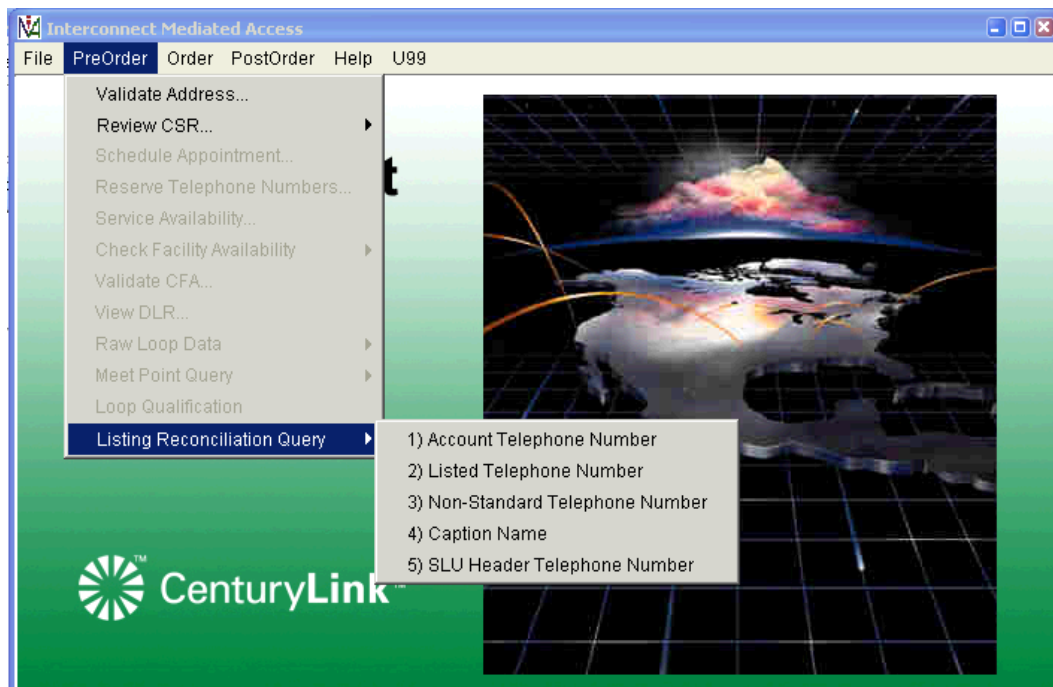 Interconnect Mediated Access
File PreOrder Order PostOrder Help U99
Validate Address...
Review CSR...
Schedule Appointment...
Reserve Telephone Numbers...
Service Availability...
Check Facility Availability
Validate CFA...
View DLR...
Raw Loop Data
Meet Point Query
Loop Qualification
Listing Reconciliation Query
1) Account Telephone Number
2) Listed Telephone Number
3) Non-Standard Telephone Number
4) Caption Name
5) SLU Header Telephone Number
t
CenturyLink™